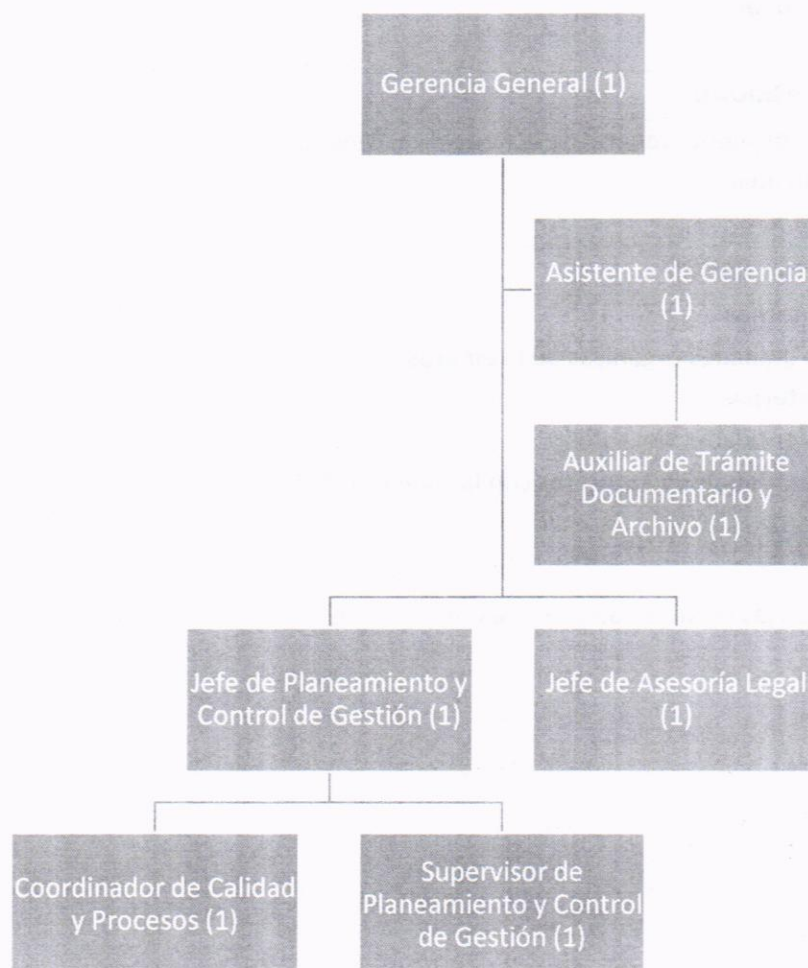 Gerencia General (1)
Asistente de Gerencia
(1)
Auxiliar de Trámite
Documentario y
Archivo (1)
Jefe de Planeamiento y
Control de Gestión (1)
Jefe de Asesoría Legal
(1)
Coordinador de Calidad
y Procesos (1)
Supervisor de
Planeamiento y Control
de Gestión (1)